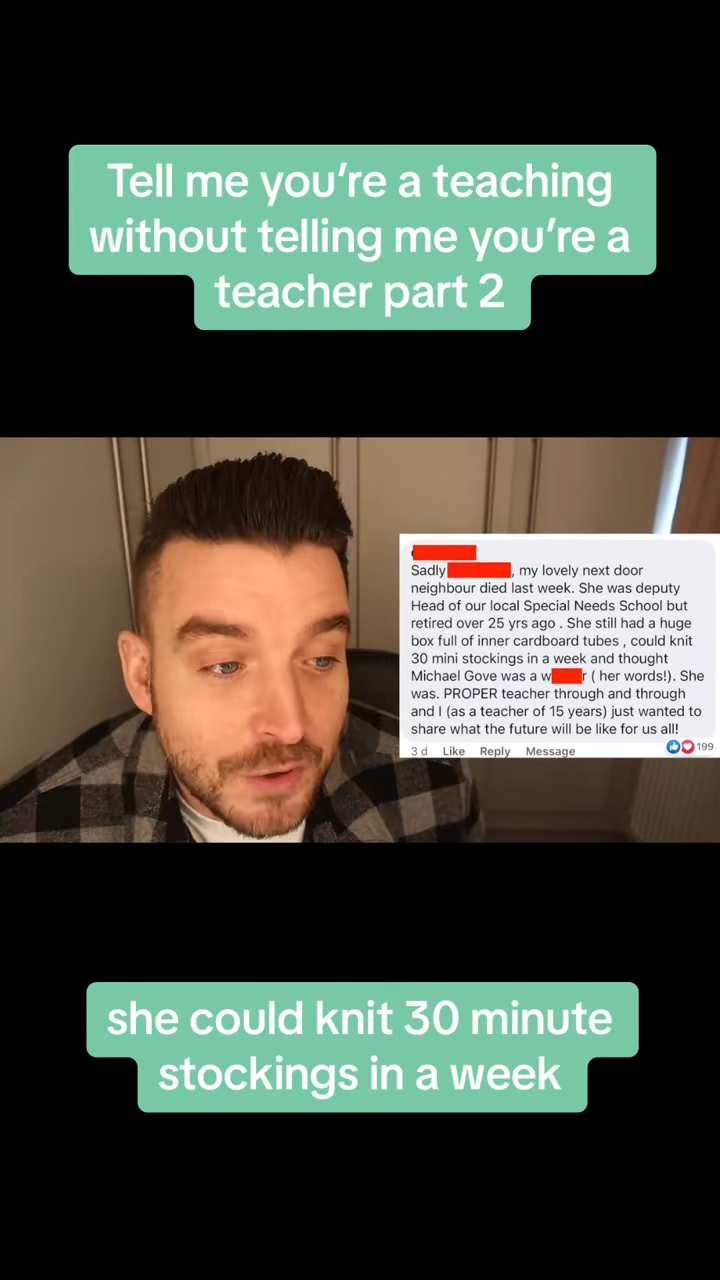 Tell me you're a teaching
without telling me you're a
teacher part 2
Sadly , my lovely next door
neighbour died last week. She was deputy
Head of our local Special Needs School but
retired over 25 yrs ago . She still had a huge
box full of inner cardboard tubes , could knit
30 mini stockings in a week and thought
Michael Gove was a w r ( her words!). She
was. PROPER teacher through and through
and I (as a teacher of 15 years) just wanted to
share what the future will be like for us all!
3 d Like Reply Message 199
she could knit 30 minute
stockings in a week